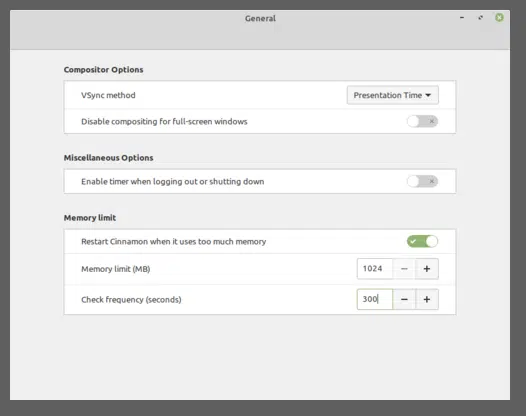 General
Compositor Options
VSync method
Presentation Time
Disable compositing for full-screen windows
Miscellaneous Options
Enable timer when logging out or shutting down
Memory limit
Restart Cinnamon when it uses too much memory
Memory limit (MB)
1024
Check frequency (seconds)
300